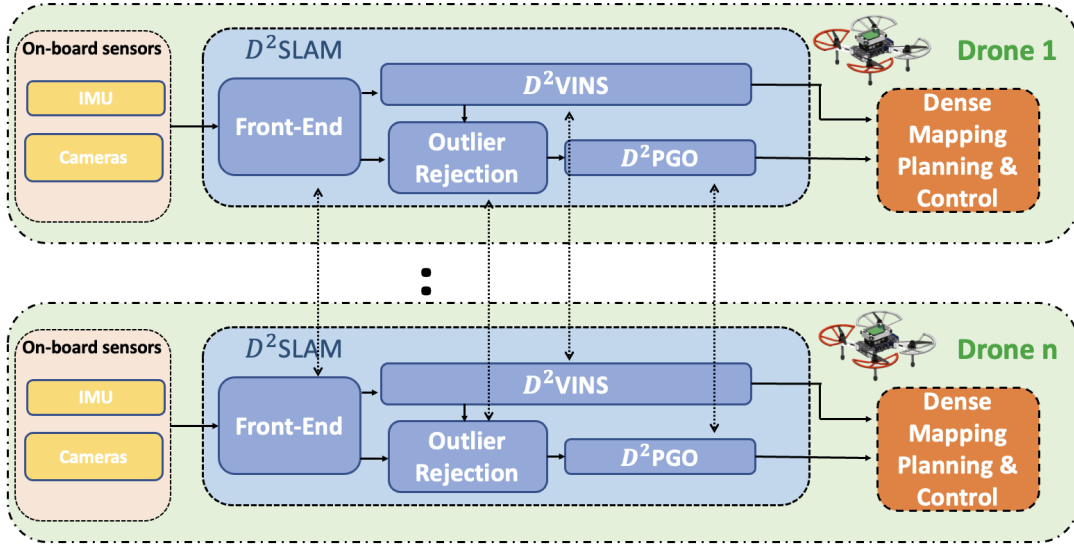 On-board sensors
IMU
Cameras
D²SLAM
Front-End
D²VINS
Outlier
Rejection
D²PGO
Drone 1
Dense
Mapping
Planning &
Control
:
On-board sensors
IMU
Cameras
D²SLAM
Front-End
D²VINS
Outlier
Rejection
D²PGO
Drone n
Dense
Mapping
Planning &
Control